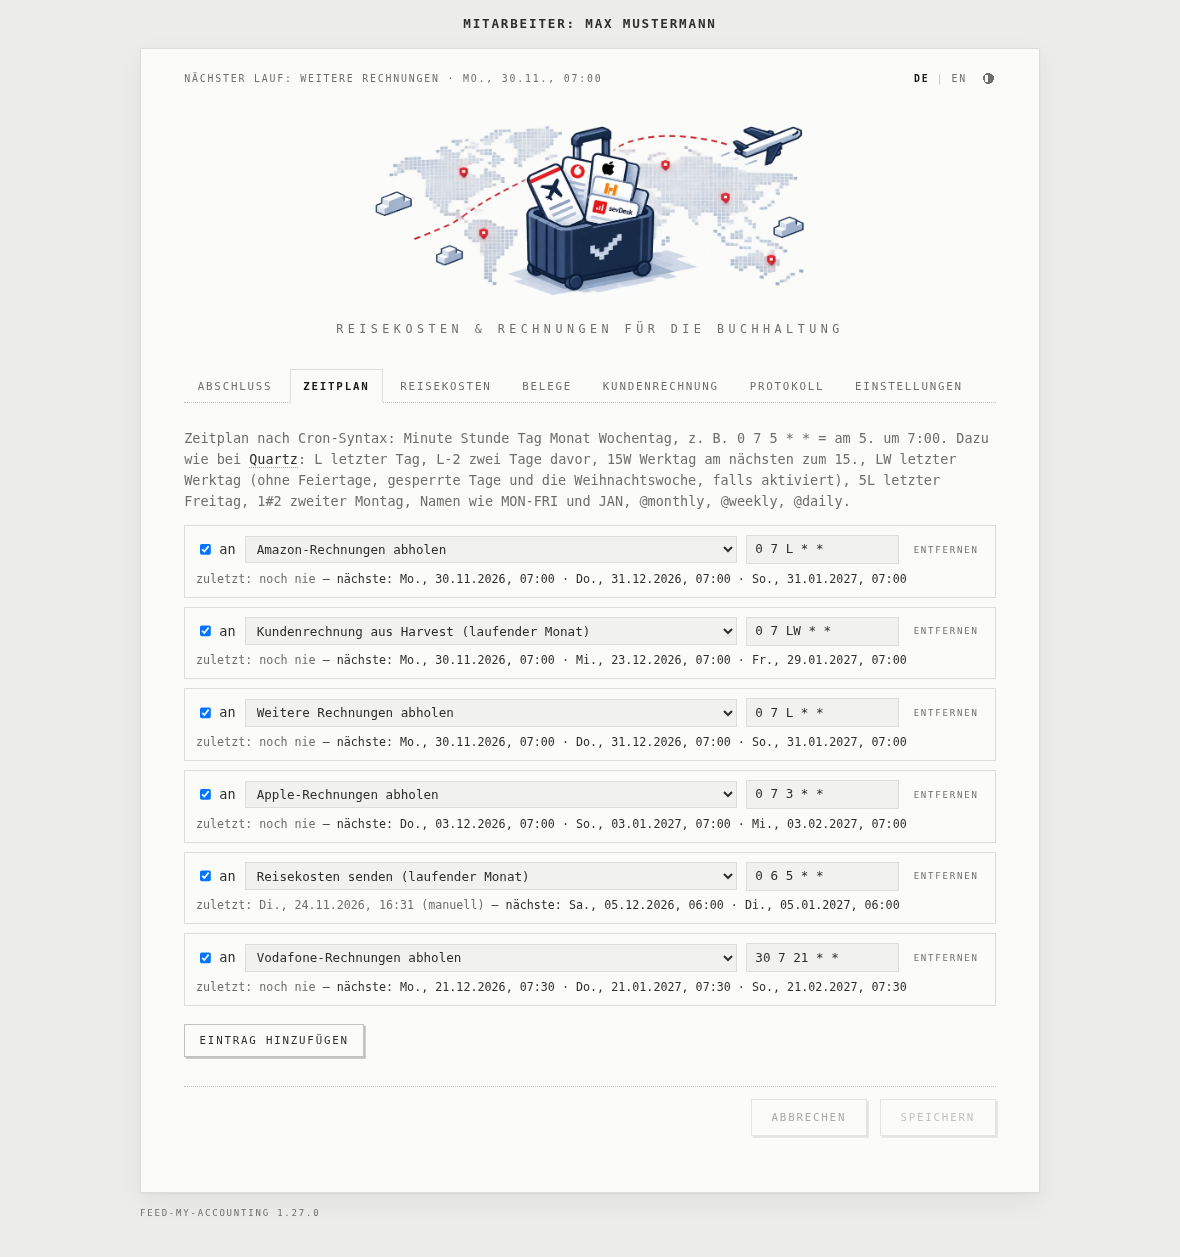 MITARBEITER: MAX MUSTERMANN
NÄCHSTER LAUF: WEITERE RECHNUNGEN · MO., 30.11., 07:00
DE | EN
sevDesk
REISEKOSTEN & RECHNUNGEN FÜR DIE BUCHHALTUNG
ABSCHLUSS ZEITPLAN REISEKOSTEN BELEGE KUNDENRECHNUNG PROTOKOLL EINSTELLUNGEN
Zeitplan nach Cron-Syntax: Minute Stunde Tag Monat Wochentag, z. B. 0 7 5 * * = am 5. um 7:00. Dazu
wie bei Quartz: L letzter Tag, L-2 zwei Tage davor, 15W Werktag am nächsten zum 15., LW letzter
Werktag (ohne Feiertage, gesperrte Tage und die Weihnachtswoche, falls aktiviert), 5L letzter
Freitag, 1#2 zweiter Montag, Namen wie MON-FRI und JAN, @monthly, @weekly, @daily.
an Amazon-Rechnungen abholen 0 7 L * * ENTFERNEN
zuletzt: noch nie — nächste: Mo., 30.11.2026, 07:00 · Do., 31.12.2026, 07:00 · So., 31.01.2027, 07:00
an Kundenrechnung aus Harvest (laufender Monat) 0 7 LW * * ENTFERNEN
zuletzt: noch nie — nächste: Mo., 30.11.2026, 07:00 · Mi., 23.12.2026, 07:00 · Fr., 29.01.2027, 07:00
an Weitere Rechnungen abholen 0 7 L * * ENTFERNEN
zuletzt: noch nie — nächste: Mo., 30.11.2026, 07:00 · Do., 31.12.2026, 07:00 · So., 31.01.2027, 07:00
an Apple-Rechnungen abholen 0 7 3 * * ENTFERNEN
zuletzt: noch nie — nächste: Do., 03.12.2026, 07:00 · So., 03.01.2027, 07:00 · Mi., 03.02.2027, 07:00
an Reisekosten senden (laufender Monat) 0 6 5 * * ENTFERNEN
zuletzt: Di., 24.11.2026, 16:31 (manuell) — nächste: Sa., 05.12.2026, 06:00 · Di., 05.01.2027, 06:00
an Vodafone-Rechnungen abholen 30 7 21 * * ENTFERNEN
zuletzt: noch nie — nächste: Mo., 21.12.2026, 07:30 · Do., 21.01.2027, 07:30 · So., 21.02.2027, 07:30
EINTRAG HINZUFÜGEN
ABBRECHEN SPEICHERN
FEED-MY-ACCOUNTING 1.27.0